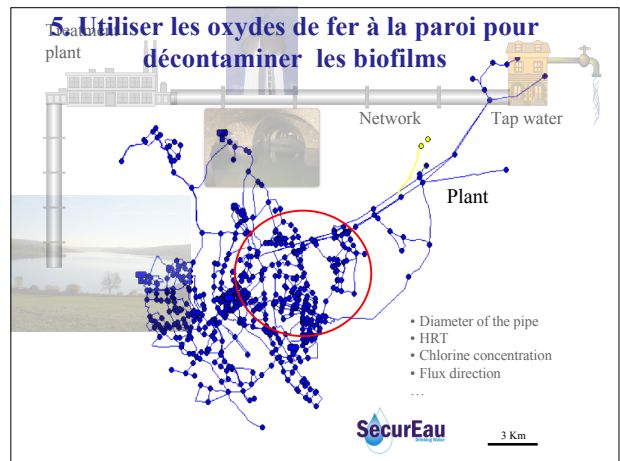 5. Utiliser les oxydes de fer à la paroi pour
décontaminer les biofilms
Treatment
plant
Network
Tap water
Plant
• Diameter of the pipe
• HRT
• Chlorine concentration
• Flux direction
…
SecurEau
Drinking Water
3 Km